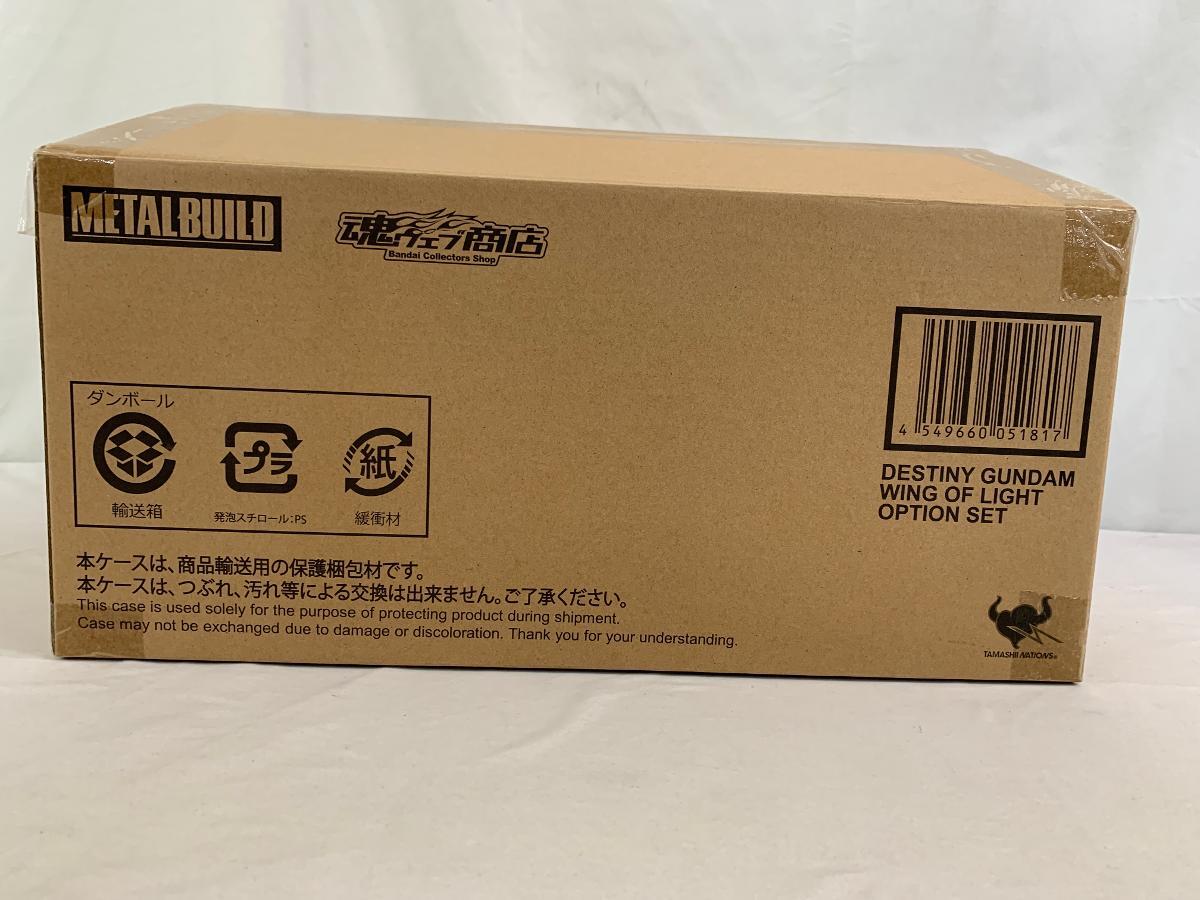 METAL BUILD
魂ウェブ商店
Bandai Collectors Shop
4 549660 051817
DESTINY GUNDAM
WING OF LIGHT
OPTION SET
ダンボール
プラ
紙
輸送箱
発泡スチロール:PS
緩衝材
本ケースは、商品輸送用の保護梱包材です。
本ケースは、つぶれ、汚れ等による交換は出来ません。ご了承ください。
This case is used solely for the purpose of protecting product during shipment.
Case may not be exchanged due to damage or discoloration. Thank you for your understanding.
TAMASHII NATIONS®